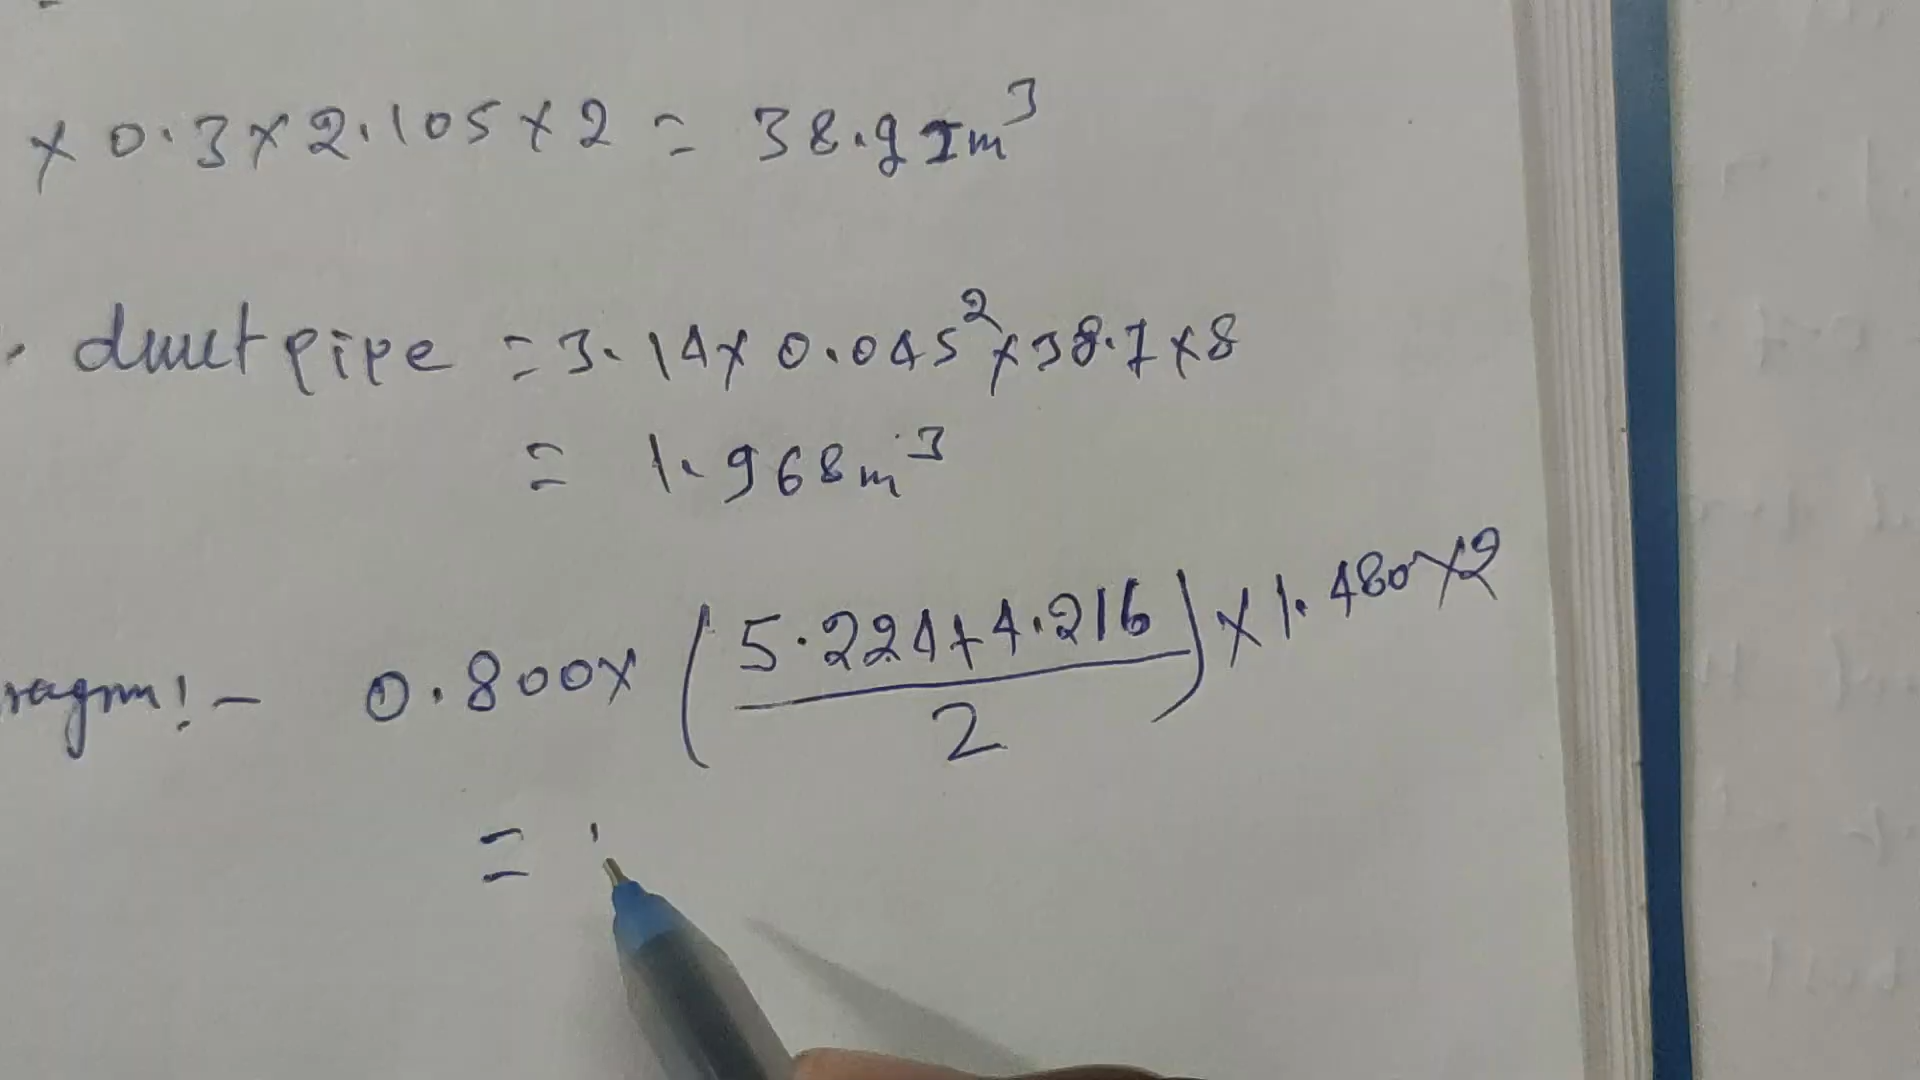 × 0.3 × 2.105 × 2 = 38.91m³
. duct pipe = 3.14 × 0.045² × 38.7 × 8
= 1.968m³
ragm:- 0.800 × (5.224 + 4.216 / 2) × 1.480 × 2
=